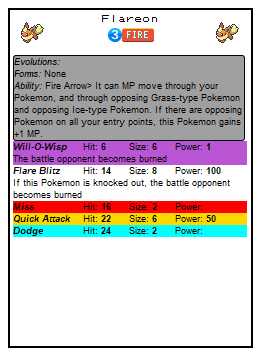 Flareon
3 FIRE
Evolutions:
Forms: None
Ability: Fire Arrow> It can MP move through your
Pokemon, and through opposing Grass-type Pokemon
and opposing Ice-type Pokemon. If there are opposing
Pokemon on all your entry points, this Pokemon gains
+1 MP.
Will-O-Wisp Hit: 6 Size: 6 Power: 1
The battle opponent becomes burned
Flare Blitz Hit: 14 Size: 8 Power: 100
If this Pokemon is knocked out, the battle opponent
becomes burned
Miss Hit: 16 Size: 2 Power:
Quick Attack Hit: 22 Size: 6 Power: 50
Dodge Hit: 24 Size: 2 Power: